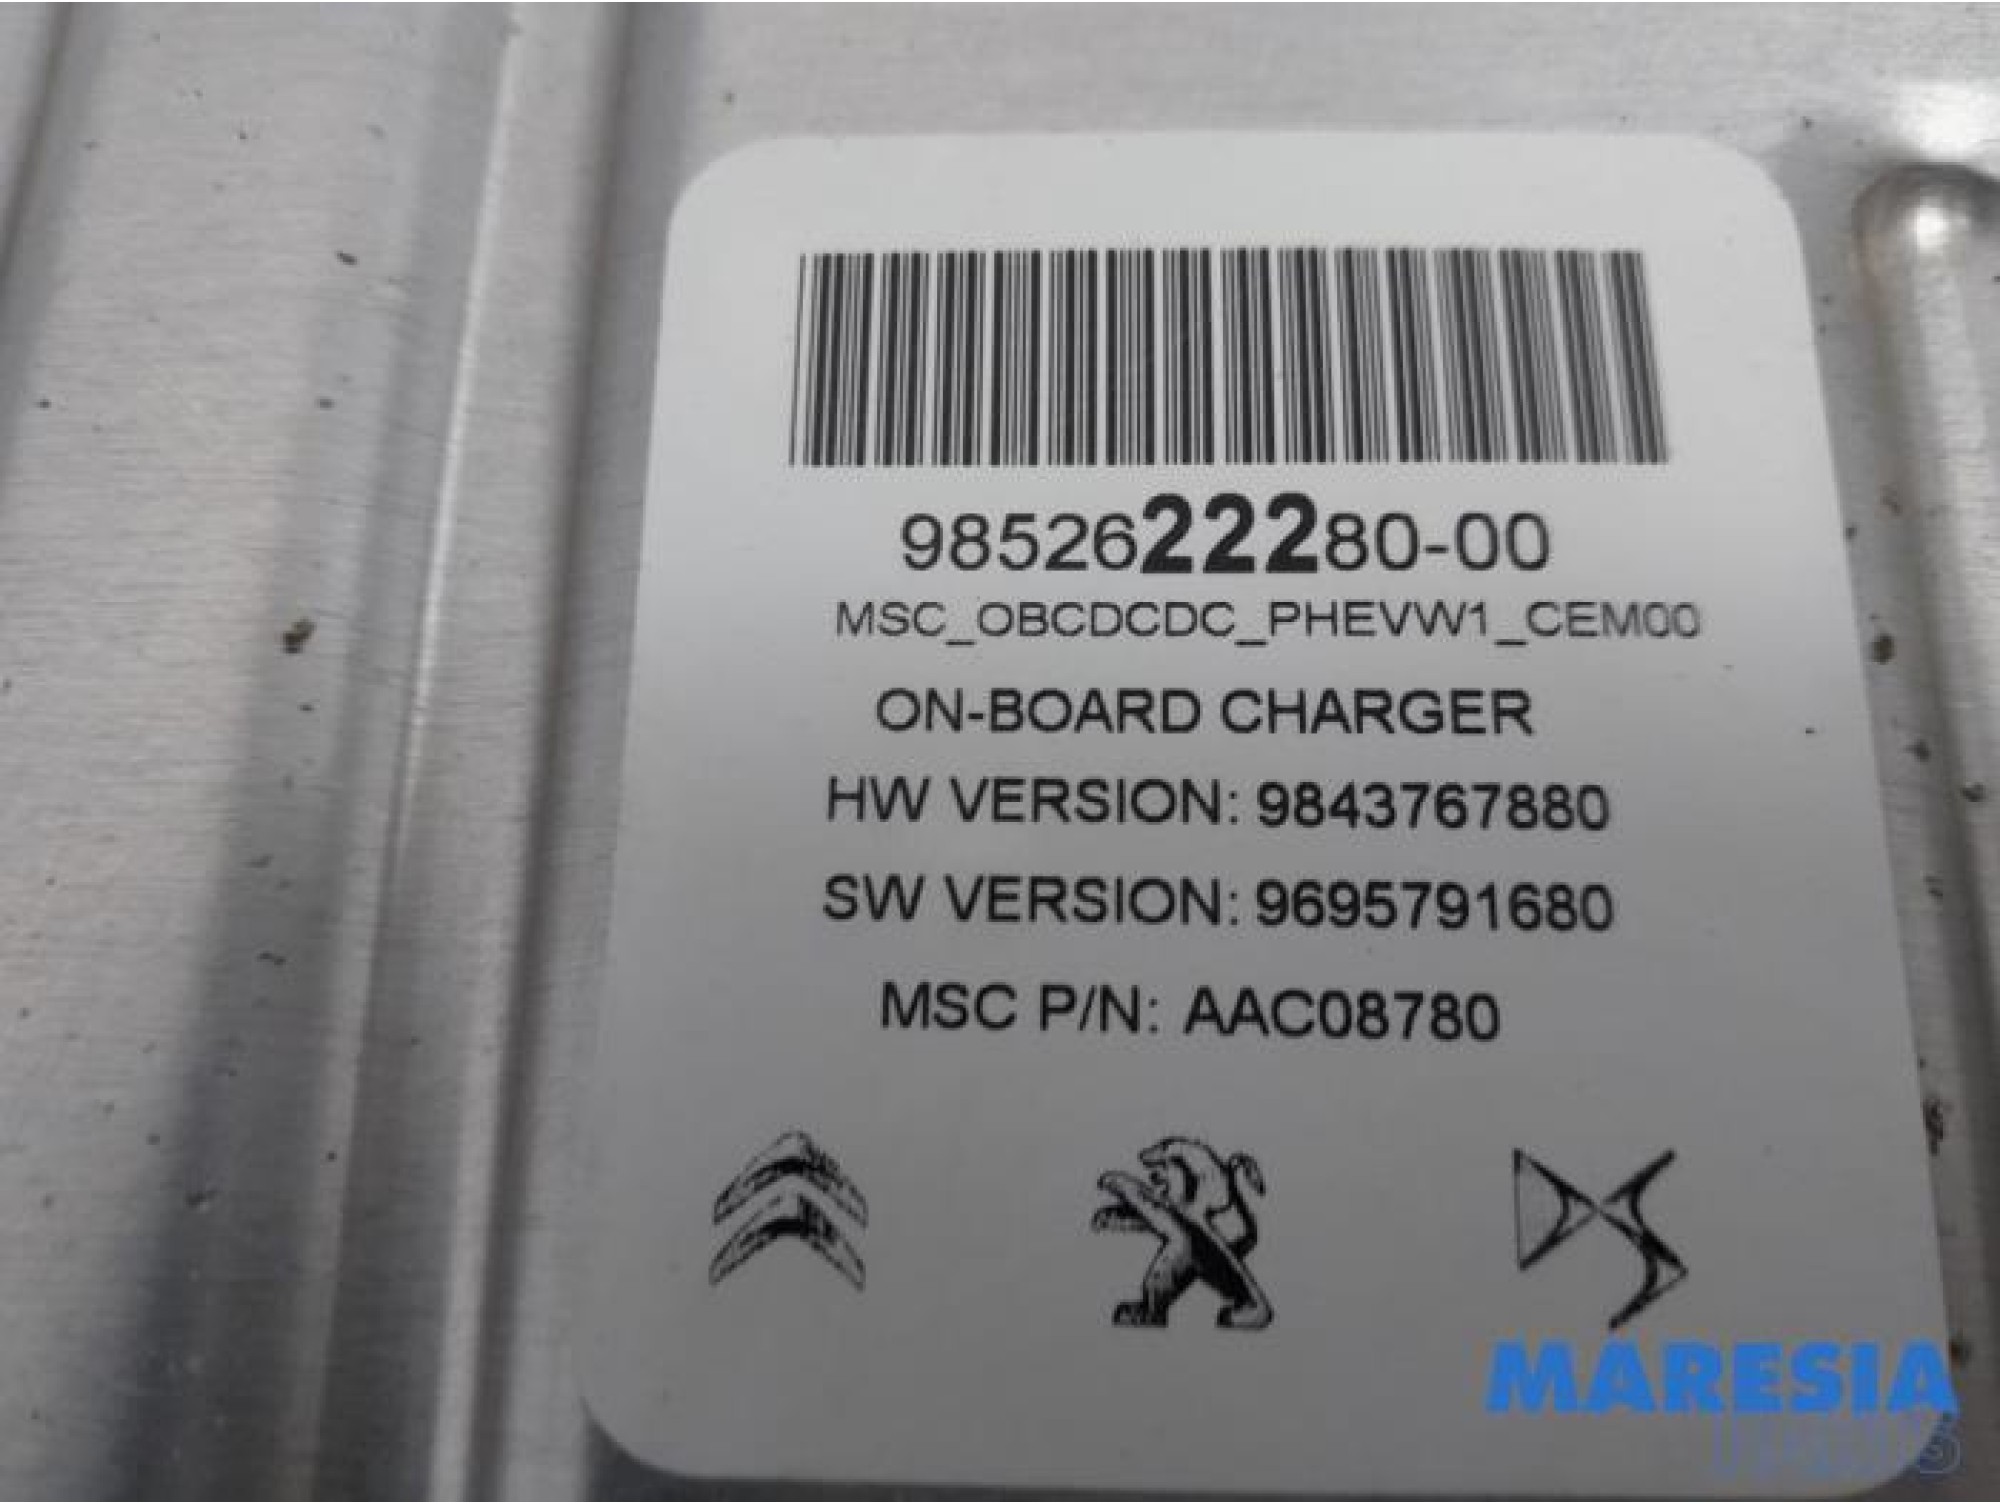 9852622280-00
MSC_OBCDCDC_PHEVW1_CEM00
ON-BOARD CHARGER
HW VERSION: 9843767880
SW VERSION: 9695791680
MSC P/N: AAC08780
MARESIA